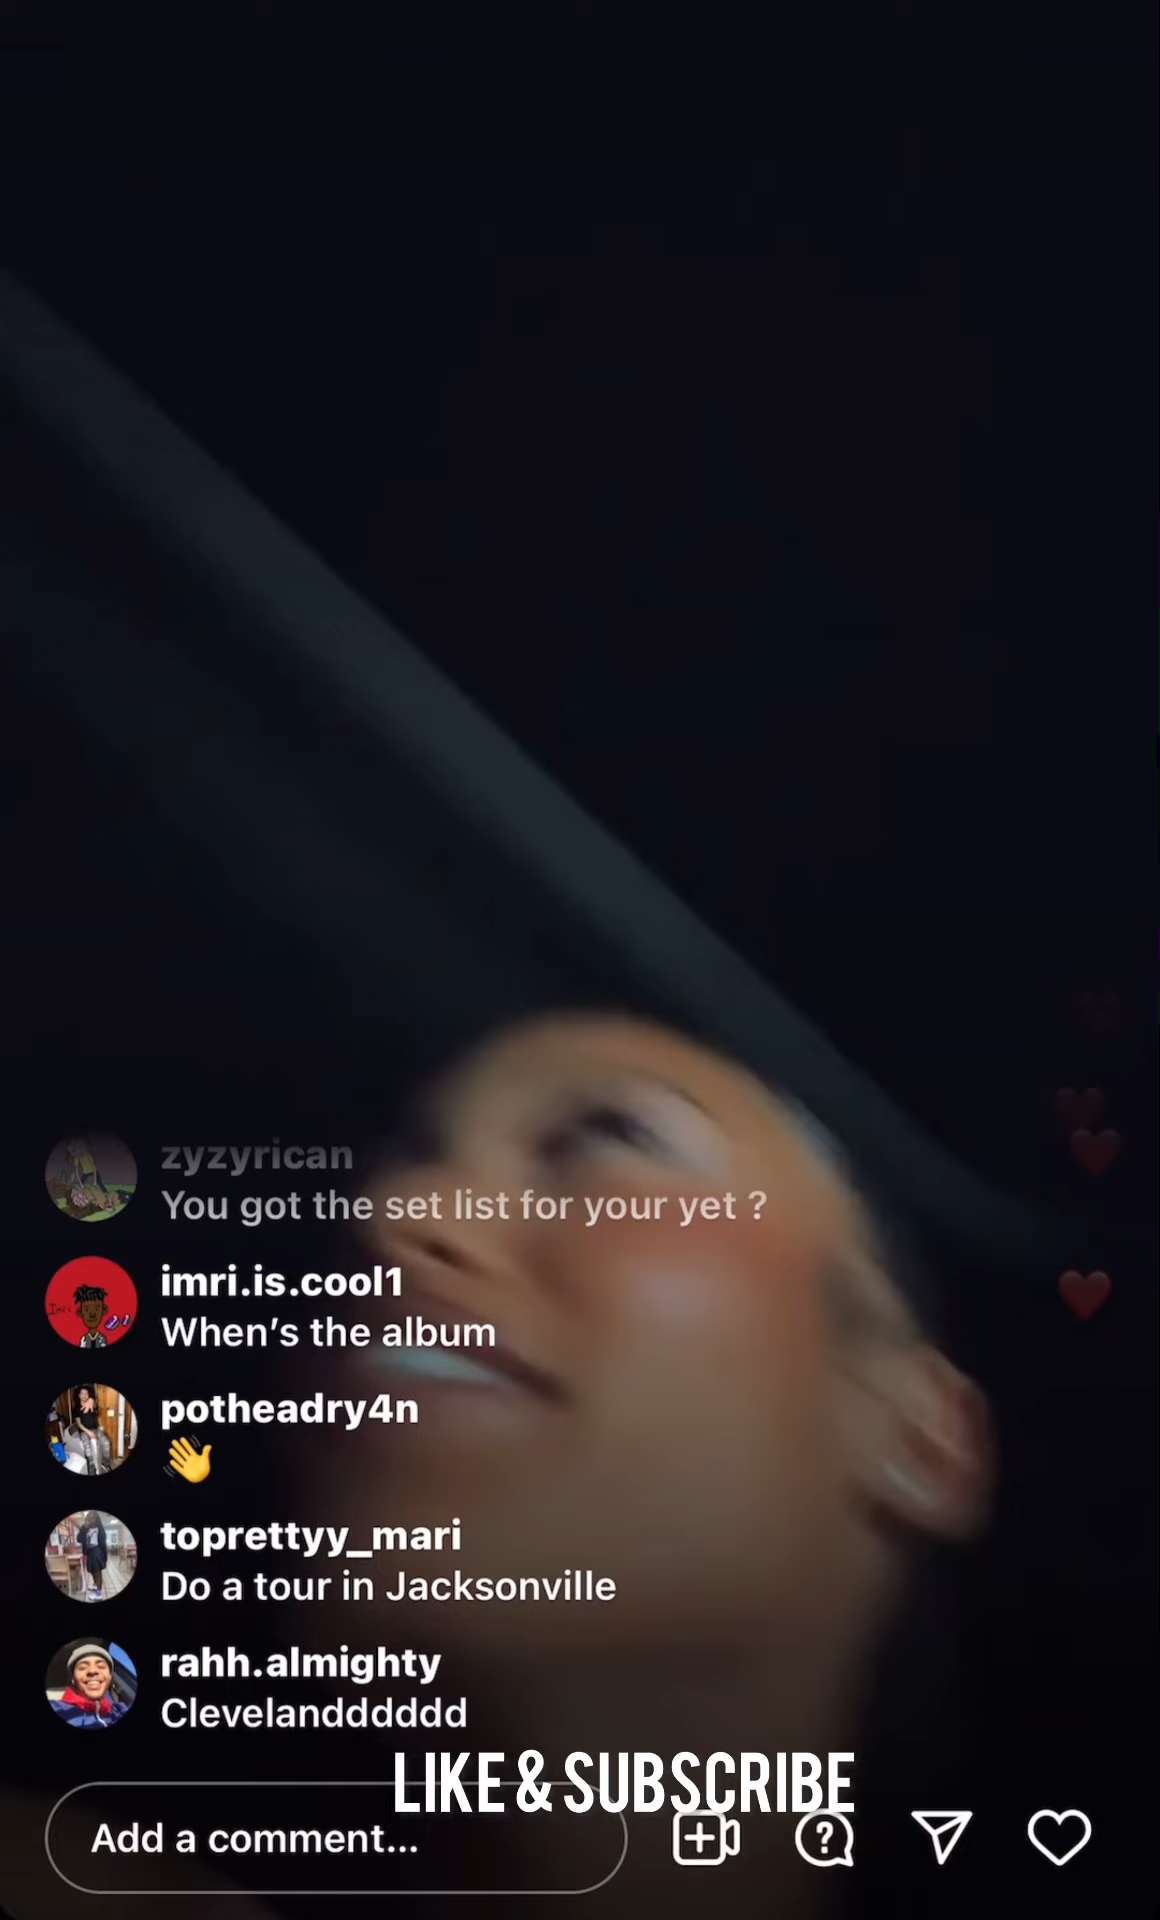 zyzyrican
You got the set list for your yet ?
imri.is.cool1
When’s the album
potheadry4n
👋
toprettyy_mari
Do a tour in Jacksonville
rahh.almighty
Clevelandddddd
LIKE & SUBSCRIBE
Add a comment...